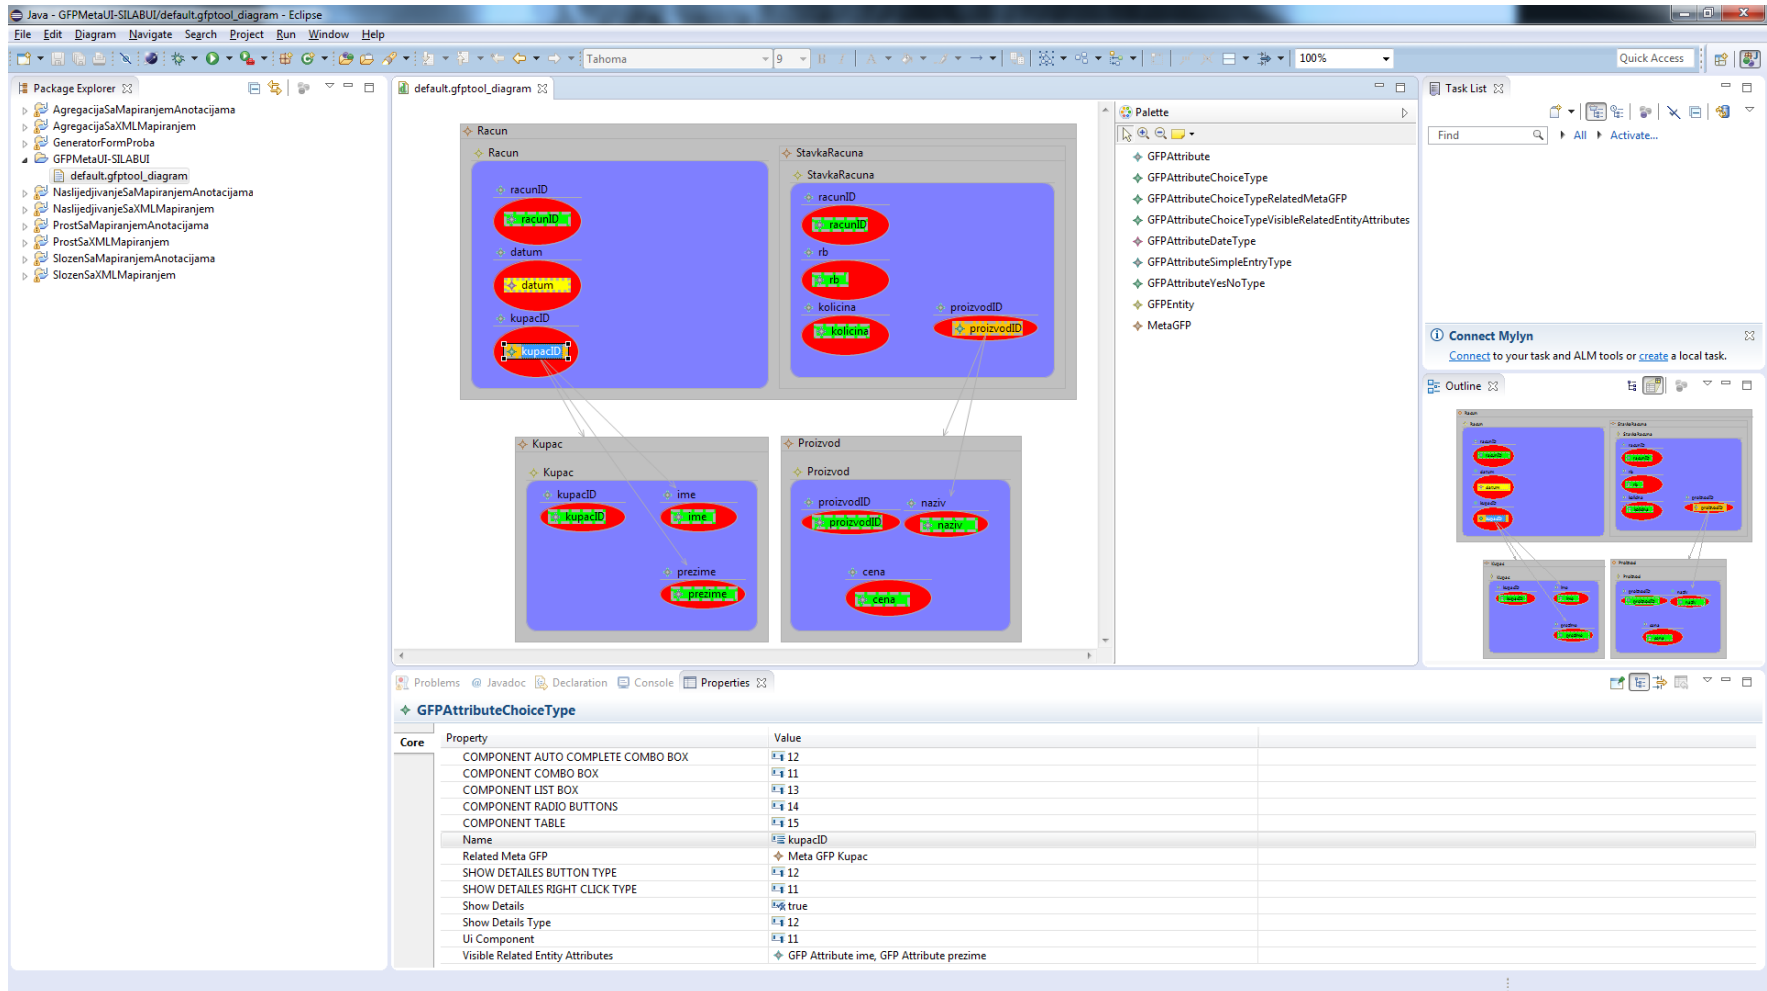 Java - GFPMetaUI-SILABUI/default.gfptool_diagram - Eclipse
File Edit Diagram Navigate Search Project Run Window Help
Tahoma 9 100% Quick Access
Package Explorer
AgregacijaSaMapiranjemAnotacijama
AgregacijaSaXMLMapiranjem
GeneratorFormProba
GFPMetaUI-SILABUI
default.gfptool_diagram
NaslijedjivanjeSaMapiranjemAnotacijama
NaslijedjivanjeSaXMLMapiranjem
ProstSaMapiranjemAnotacijama
ProstSaXMLMapiranjem
SlozenSaMapiranjemAnotacijama
SlozenSaXMLMapiranjem
default.gfptool_diagram
Racun
Racun
racunID
racunID
datum
datum
kupacID
kupacID
StavkaRacuna
StavkaRacuna
racunID
racunID
rb
rb
kolicina
kolicina
proizvodID
proizvodID
Kupac
Kupac
kupacID
kupacID
ime
ime
prezime
prezime
Proizvod
Proizvod
proizvodID
proizvodID
naziv
naziv
cena
cena
Palette
GFPAttribute
GFPAttributeChoiceType
GFPAttributeChoiceTypeRelatedMetaGFP
GFPAttributeChoiceTypeVisibleRelatedEntityAttributes
GFPAttributeDateType
GFPAttributeSimpleEntryType
GFPAttributeYesNoType
GFPEntity
MetaGFP
Task List
Find All Activate...
Connect Mylyn
Connect to your task and ALM tools or create a local task.
Outline
Problems @ Javadoc Declaration Console Properties
GFPAttributeChoiceType
Core
Property Value
COMPONENT AUTO COMPLETE COMBO BOX 12
COMPONENT COMBO BOX 11
COMPONENT LIST BOX 13
COMPONENT RADIO BUTTONS 14
COMPONENT TABLE 15
Name kupacID
Related Meta GFP Meta GFP Kupac
SHOW DETAILES BUTTON TYPE 12
SHOW DETAILES RIGHT CLICK TYPE 11
Show Details true
Show Details Type 12
Ui Component 11
Visible Related Entity Attributes GFP Attribute ime, GFP Attribute prezime